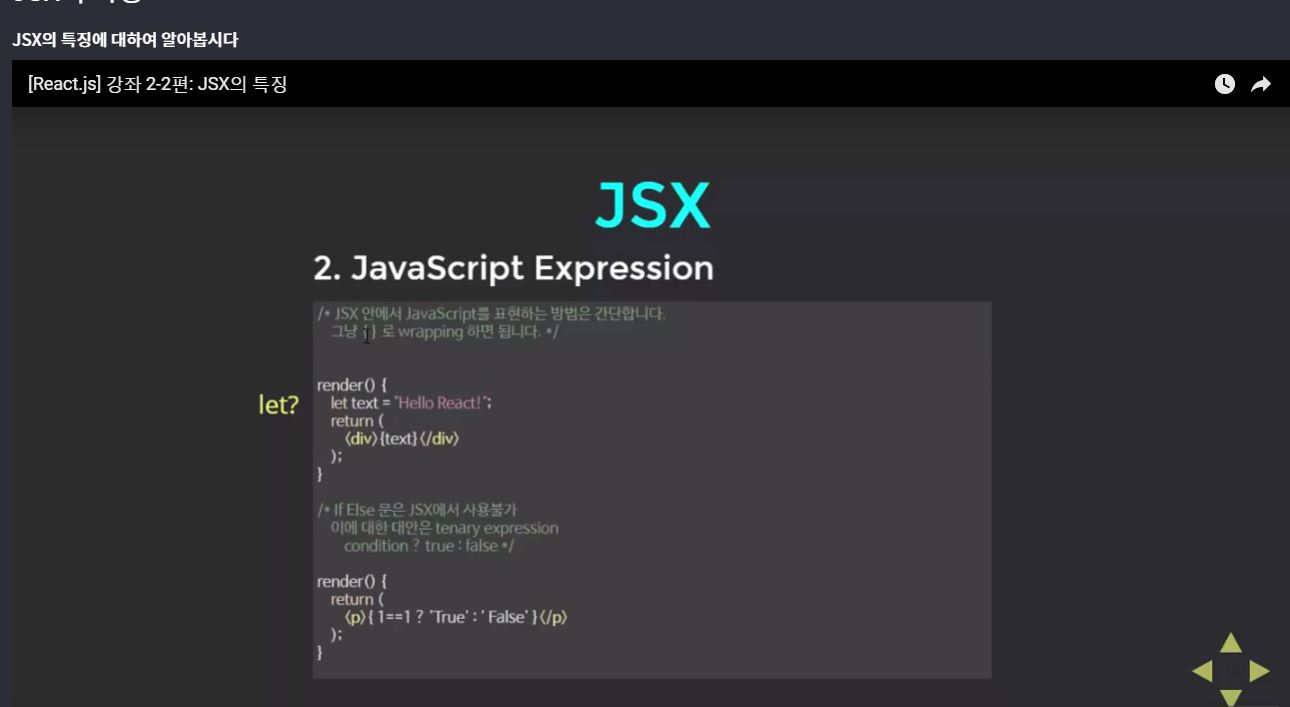 JSX의 특징에 대하여 알아봅시다
[React.js] 강좌 2-2편: JSX의 특징
JSX
2. JavaScript Expression
/* JSX 안에서 JavaScript를 표현하는 방법은 간단합니다.
그냥 {} 로 wrapping 하면 됩니다. */
render() {
let?
let text = "Hello React!";
return (
<div>{text}</div>
);
}
/* If Else 문은 JSX에서 사용불가
이에 대한 대안은 tenary expression
condition ? true : false */
render() {
return (
<p>{ 1==1 ? 'True' : ' False' }</p>
);
}